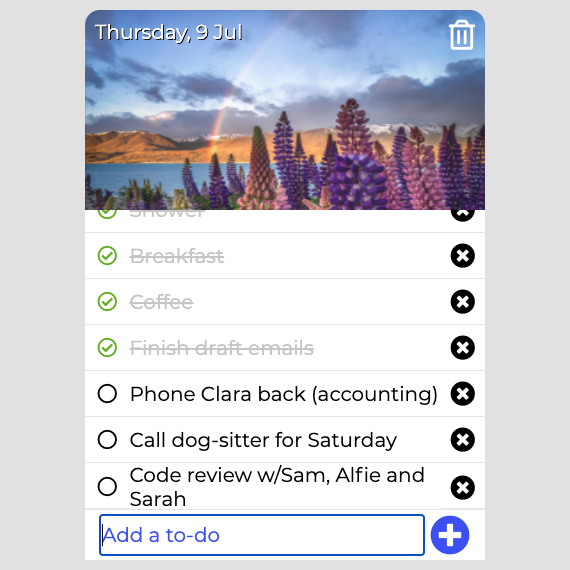 Thursday, 9 Jul
Shower
Breakfast
Coffee
Finish draft emails
Phone Clara back (accounting)
Call dog-sitter for Saturday
Code review w/Sam, Alfie and
Sarah
Add a to-do